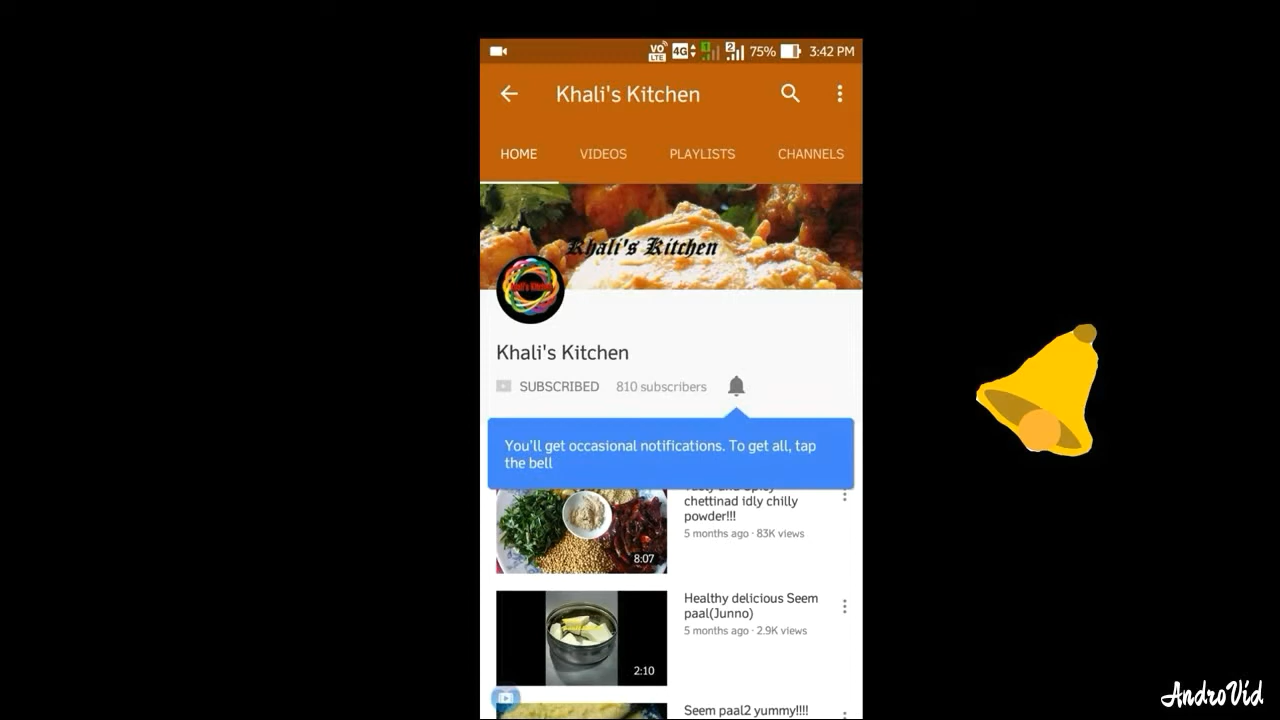 VO LTE 4G 1 2 75% 3:42 PM
Khali's Kitchen
HOME VIDEOS PLAYLISTS CHANNELS
Khali's Kitchen
Khali's Kitchen
Khali's Kitchen
SUBSCRIBED 810 subscribers
You'll get occasional notifications. To get all, tap
the bell
chettinad idly chilly
powder!!!
5 months ago · 83K views
8:07
Healthy delicious Seem
paal(Junno)
5 months ago · 2.9K views
2:10
Seem paal2 yummy!!!!
AndroVid